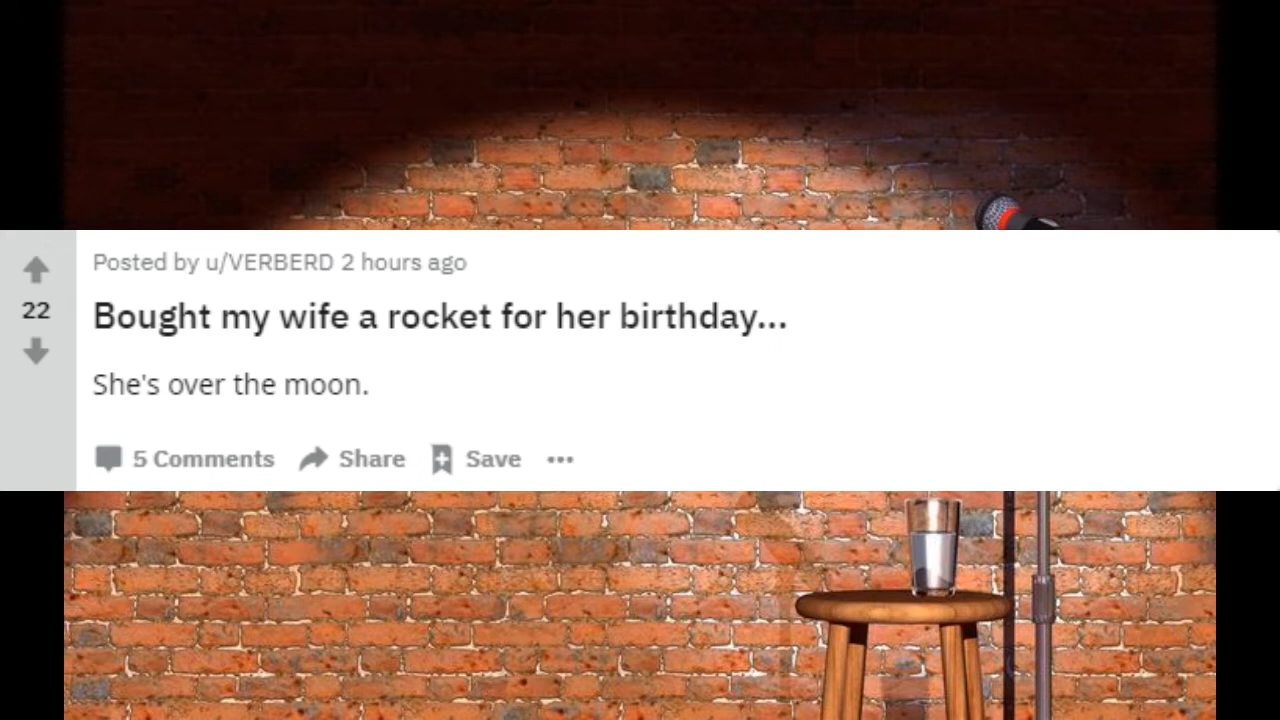 Posted by u/VERBERD 2 hours ago
22
Bought my wife a rocket for her birthday...
She's over the moon.
5 Comments Share Save